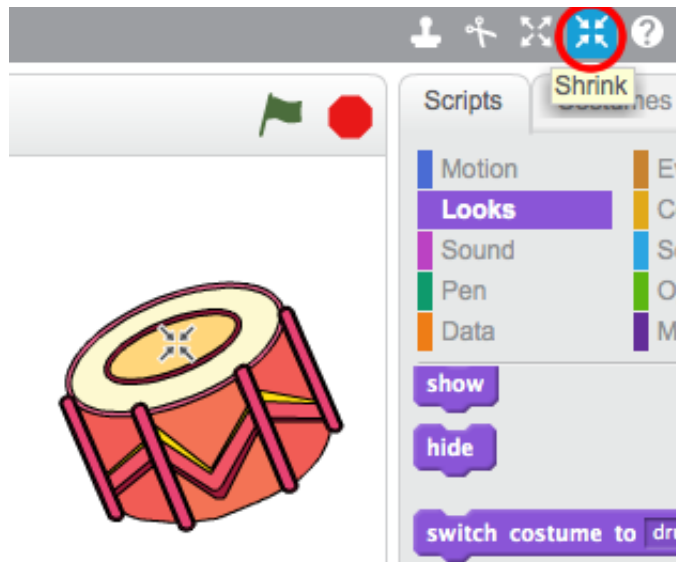 ?
Shrink
Scripts
Motion
Looks
Sound
Pen
Data
show
hide
switch costume to